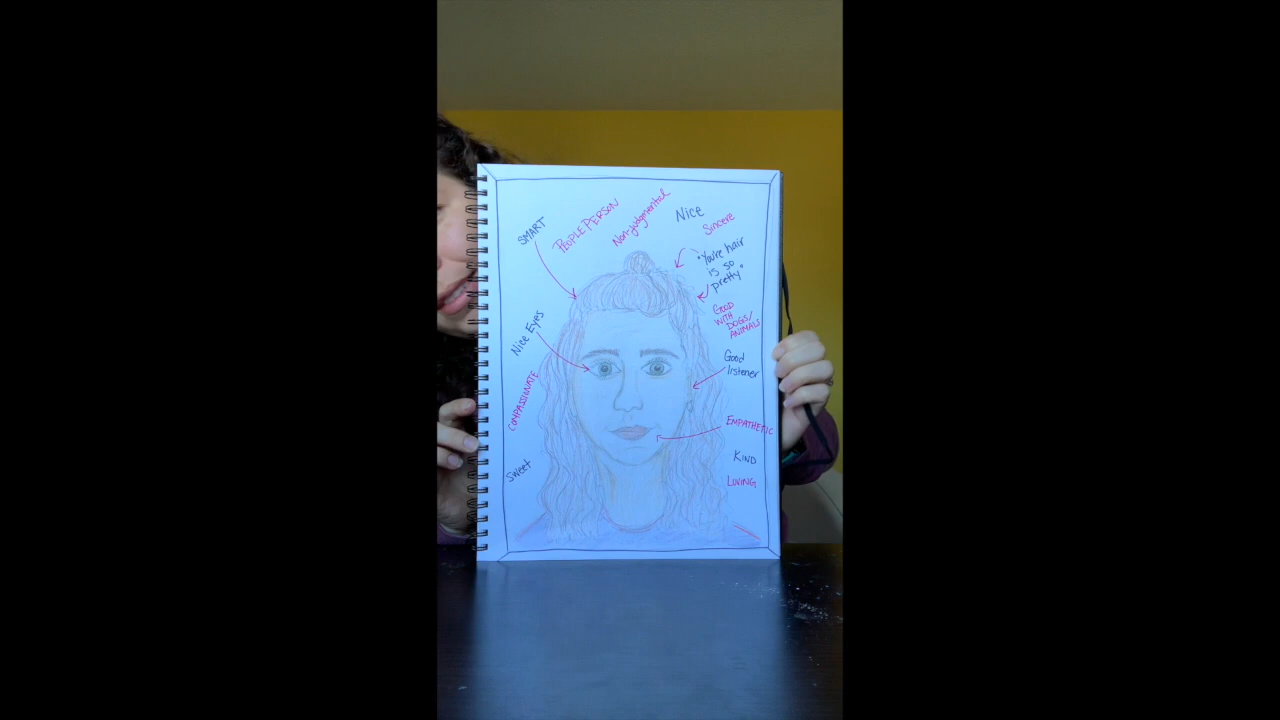 SMART
PEOPLE PERSON
Non-judgmental
Nice
Sincere
"You're hair
is so
pretty"
Nice Eyes
GOOD
WITH
DOGS/
ANIMALS
Good
listener
COMPASSIONATE
EMPATHETIC
Sweet
KIND
LOVING